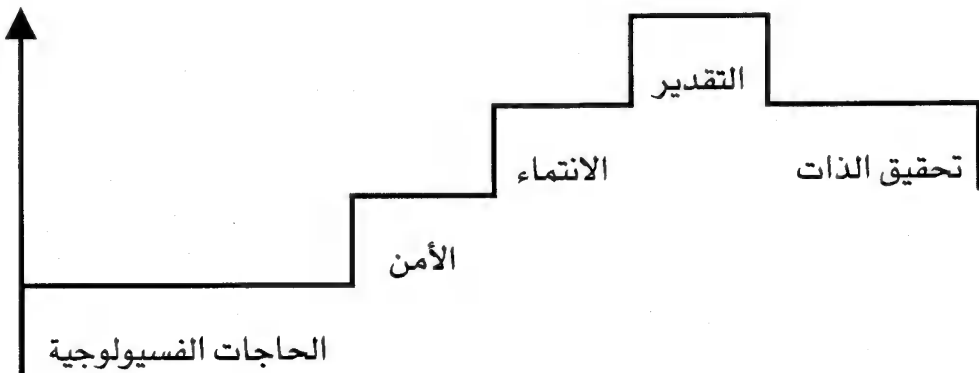 التقدير
الانتماء
تحقيق الذات
الأمن
الحاجات الفسيولوجية